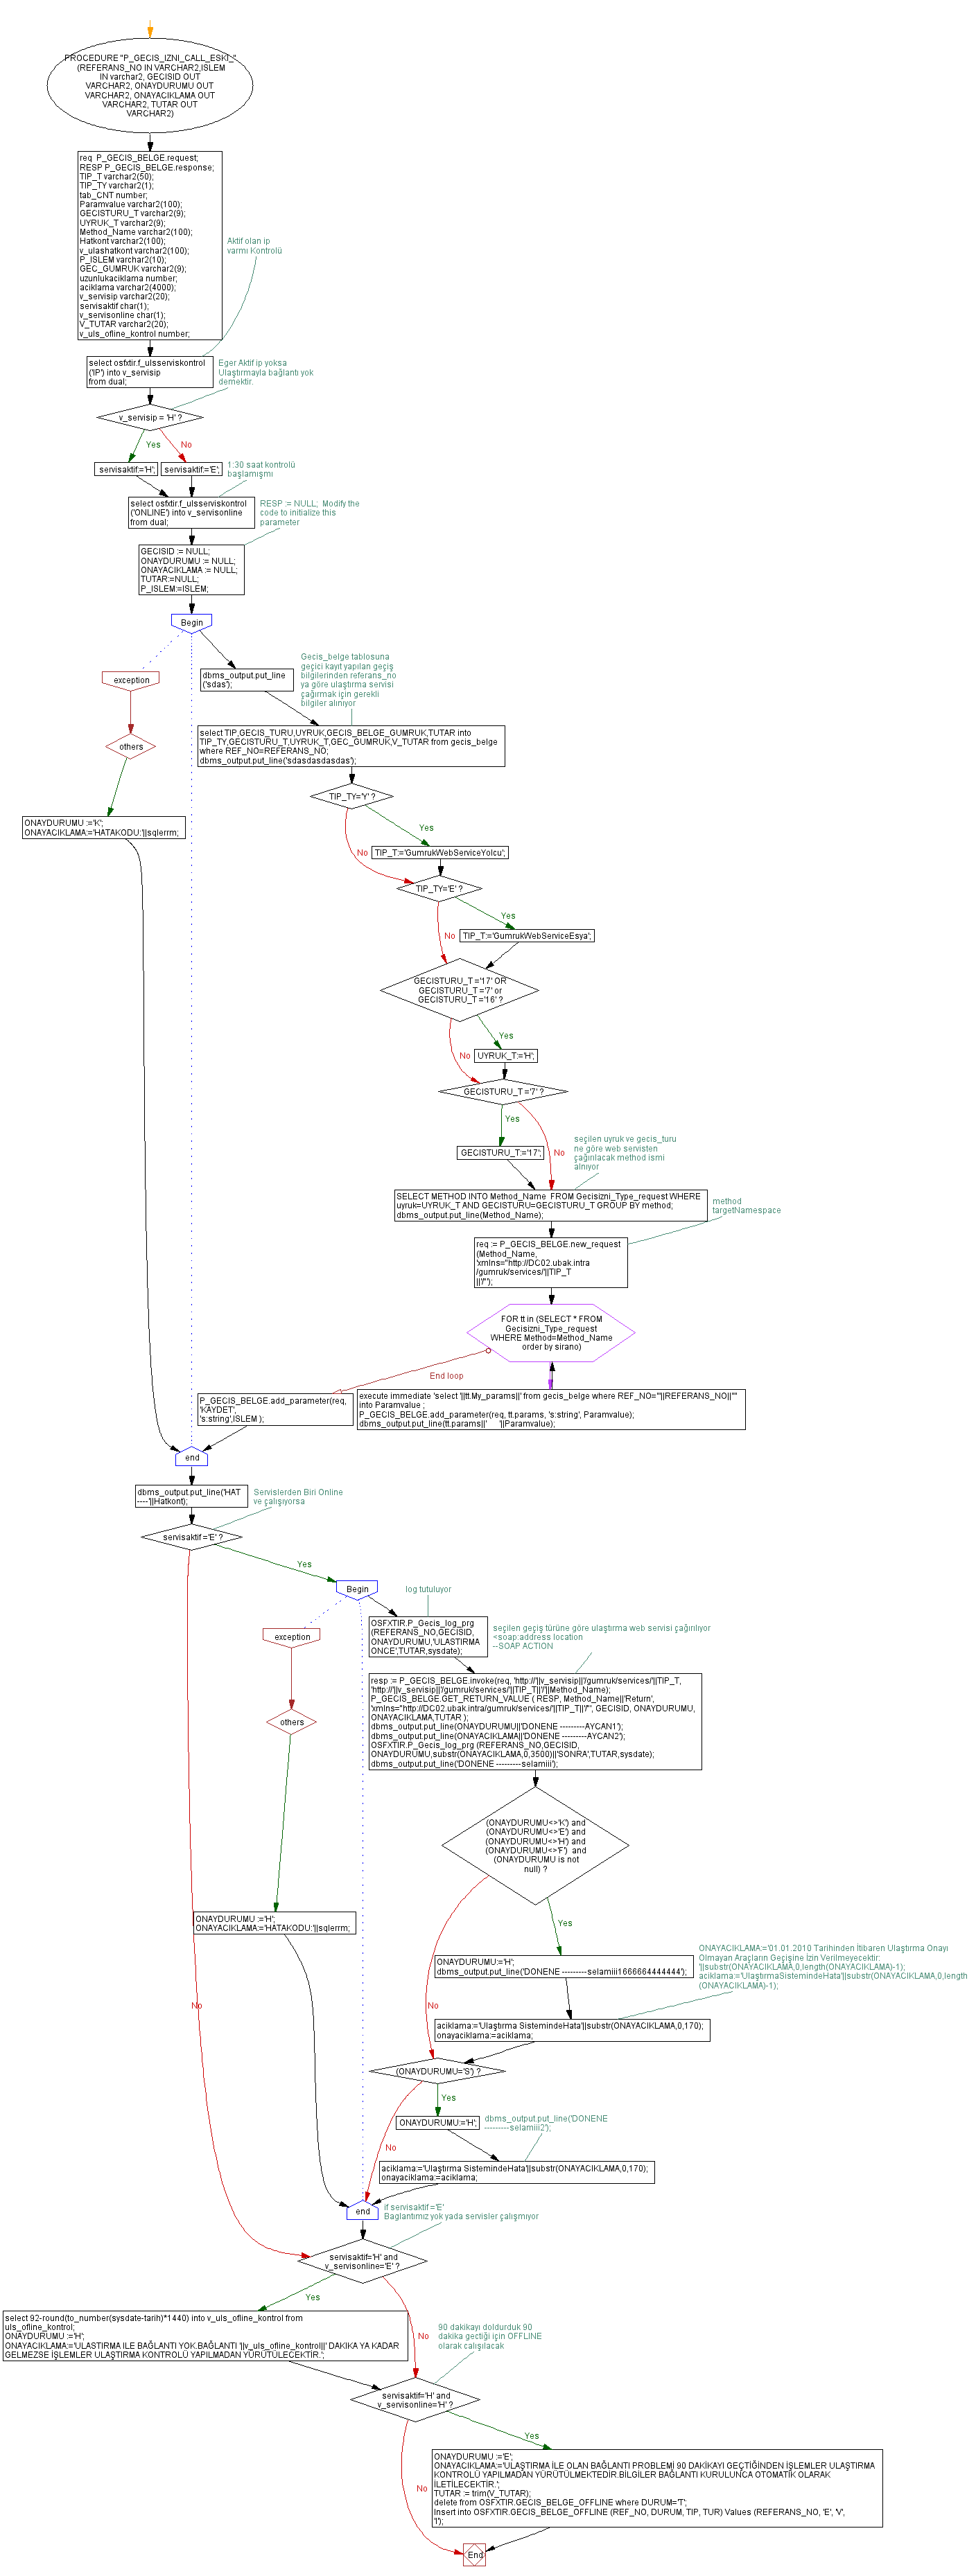 PROCEDURE "P_GECIS_IZNI_CALL_ESKI_"
(REFERANS_NO IN VARCHAR2,ISLEM
IN varchar2, GECISID OUT
VARCHAR2, ONAYDURUMU OUT
VARCHAR2, ONAYACIKLAMA OUT
VARCHAR2, TUTAR OUT
VARCHAR2)
req  P_GECIS_BELGE.request;
RESP P_GECIS_BELGE.response;
TIP_T varchar2(50);
TIP_TY varchar2(1);
tab_CNT number;
Paramvalue varchar2(100);
GECISTURU_T varchar2(9);
UYRUK_T varchar2(9);
Method_Name varchar2(100);
Hatkont varchar2(100);
v_ulashatkont varchar2(100);
P_ISLEM varchar2(10);
GEC_GUMRUK varchar2(9);
uzunlukaciklama number;
aciklama varchar2(4000);
v_servisip varchar2(20);
servisaktif char(1);
v_servisonline char(1);
V_TUTAR varchar2(20);
v_uls_ofline_kontrol number;
Aktif olan ip
varmı Kontrolü
select osfxtir.f_ulsserviskontrol
('IP') into v_servisip
from dual;
Eger Aktif ip yoksa
Ulaştırmayla bağlantı yok
demektir.
v_servisip = 'H' ?
Yes
No
servisaktif:='H';
servisaktif:='E';
1:30 saat kontrolü
başlamışmı
select osfxtir.f_ulsserviskontrol
('ONLINE') into v_servisonline
from dual;
RESP := NULL;  Modify the
code to initialize this
parameter
GECISID := NULL;
ONAYDURUMU := NULL;
ONAYACIKLAMA := NULL;
TUTAR:=NULL;
P_ISLEM:=ISLEM;
Begin
exception
others
ONAYDURUMU :='K';
ONAYACIKLAMA:='HATAKODU:'||sqlerrm;
dbms_output.put_line
('sdas');
Gecis_belge tablosuna
geçici kayıt yapılan geçiş
bilgilerinden referans_no
ya göre ulaştırma servisi
çağırmak için gerekli
bilgiler alınıyor
select TIP,GECIS_TURU,UYRUK,GECIS_BELGE_GUMRUK,TUTAR into
TIP_TY,GECISTURU_T,UYRUK_T,GEC_GUMRUK,V_TUTAR from gecis_belge
where REF_NO=REFERANS_NO;
dbms_output.put_line('sdasdasdasdas');
TIP_TY='Y' ?
Yes
No
TIP_T:='GumrukWebServiceYolcu';
TIP_TY='E' ?
Yes
No
TIP_T:='GumrukWebServiceEsya';
GECISTURU_T ='17' OR
GECISTURU_T ='7' or
GECISTURU_T ='16' ?
Yes
No
UYRUK_T:='H';
GECISTURU_T ='7' ?
Yes
No
GECISTURU_T:='17';
seçilen uyruk ve gecis_turu
ne göre web servisten
çağırılacak method ismi
alınıyor
SELECT METHOD INTO Method_Name  FROM Gecisizni_Type_request WHERE
uyruk=UYRUK_T AND GECISTURU=GECISTURU_T GROUP BY method;
dbms_output.put_line(Method_Name);
method
targetNamespace
req := P_GECIS_BELGE.new_request
(Method_Name,
'xmlns="http://DC02.ubak.intra
/gumruk/services/'||TIP_T
||'/"');
FOR tt in (SELECT * FROM
Gecisizni_Type_request
WHERE Method=Method_Name
order by sirano)
End loop
P_GECIS_BELGE.add_parameter(req,
'KAYDET',
's:string',ISLEM );
execute immediate 'select '||tt.My_params||' from gecis_belge where REF_NO='''||REFERANS_NO||''''
into Paramvalue ;
P_GECIS_BELGE.add_parameter(req, tt.params, 's:string', Paramvalue);
dbms_output.put_line(tt.params||'      '||Paramvalue);
end
dbms_output.put_line('HAT
----'||Hatkont);
Servislerden Biri Online
ve çalışıyorsa
servisaktif ='E' ?
Yes
No
Begin
exception
others
ONAYDURUMU :='H';
ONAYACIKLAMA:='HATAKODU:'||sqlerrm;
log tutuluyor
OSFXTIR.P_Gecis_log_prg
(REFERANS_NO,GECISID,
ONAYDURUMU,'ULASTIRMA
ONCE',TUTAR,sysdate);
seçilen geçiş türüne göre ulaştırma web servisi çağırılıyor
<soap:address location
--SOAP ACTION
resp := P_GECIS_BELGE.invoke(req, 'http://'||v_servisip||'/gumruk/services/'||TIP_T,
'http://'||v_servisip||'/gumruk/services/'||TIP_T||'/'||Method_Name);
P_GECIS_BELGE.GET_RETURN_VALUE ( RESP, Method_Name||'Return',
'xmlns="http://DC02.ubak.intra/gumruk/services/'||TIP_T||'/"', GECISID, ONAYDURUMU,
ONAYACIKLAMA,TUTAR );
dbms_output.put_line(ONAYDURUMU||'DONENE ---------AYCAN1');
dbms_output.put_line(ONAYACIKLAMA||'DONENE ---------AYCAN2');
OSFXTIR.P_Gecis_log_prg (REFERANS_NO,GECISID,
ONAYDURUMU,substr(ONAYACIKLAMA,0,3500)||'SONRA',TUTAR,sysdate);
dbms_output.put_line('DONENE ---------selamiii');
(ONAYDURUMU<>'K') and
(ONAYDURUMU<>'E') and
(ONAYDURUMU<>'H') and
(ONAYDURUMU<>'F')  and
(ONAYDURUMU is not
null) ?
Yes
No
ONAYDURUMU:='H';
dbms_output.put_line('DONENE ---------selamiii1666664444444');
ONAYACIKLAMA:='01.01.2010 Tarihinden İtibaren Ulaştırma Onayı
Olmayan Araçların Geçişine İzin Verilmeyecektir:
'||substr(ONAYACIKLAMA,0,length(ONAYACIKLAMA)-1);
aciklama:='UlaştırmaSistemindeHata'||substr(ONAYACIKLAMA,0,length
(ONAYACIKLAMA)-1);
aciklama:='Ulaştırma SistemindeHata'||substr(ONAYACIKLAMA,0,170);
onayaciklama:=aciklama;
(ONAYDURUMU='S') ?
Yes
No
ONAYDURUMU:='H';
dbms_output.put_line('DONENE
---------selamiii2');
aciklama:='Ulaştırma SistemindeHata'||substr(ONAYACIKLAMA,0,170);
onayaciklama:=aciklama;
end
if servisaktif ='E'
Baglantımız yok yada servisler çalışmıyor
servisaktif='H' and
v_servisonline='E' ?
Yes
No
select 92-round(to_number(sysdate-tarih)*1440) into v_uls_ofline_kontrol from
uls_ofline_kontrol;
ONAYDURUMU :='H';
ONAYACIKLAMA:='ULASTIRMA ILE BAĞLANTI YOK.BAĞLANTI '||v_uls_ofline_kontrol||' DAKIKA YA KADAR
GELMEZSE İŞLEMLER ULAŞTIRMA KONTROLÜ YAPILMADAN YÜRÜTÜLECEKTİR.';
90 dakikayı doldurduk 90
dakika gectiği için OFFLINE
olarak calışılacak
servisaktif='H' and
v_servisonline='H' ?
Yes
No
ONAYDURUMU :='E';
ONAYACIKLAMA:='ULAŞTIRMA İLE OLAN BAĞLANTI PROBLEMİ 90 DAKİKAYI GEÇTİĞİNDEN İŞLEMLER ULAŞTIRMA
KONTROLÜ YAPILMADAN YÜRÜTÜLMEKTEDİR.BİLGİLER BAĞLANTI KURULUNCA OTOMATİK OLARAK
İLETİLECEKTİR.';
TUTAR := trim(V_TUTAR);
delete from OSFXTIR.GECIS_BELGE_OFFLINE where DURUM='T';
Insert into OSFXTIR.GECIS_BELGE_OFFLINE (REF_NO, DURUM, TIP, TUR) Values (REFERANS_NO, 'E', 'V',
'I');
End